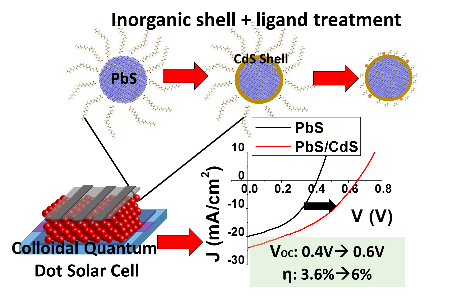 Inorganic shell + ligand treatment
PbS
CdS Shell
PbS
PbS/CdS
10
0.0
0.2
0.4
0.6
0.8
-10
-20
-30
J (mA/cm²)
V (V)
Colloidal Quantum
Dot Solar Cell
VOC: 0.4V→ 0.6V
η: 3.6%→6%